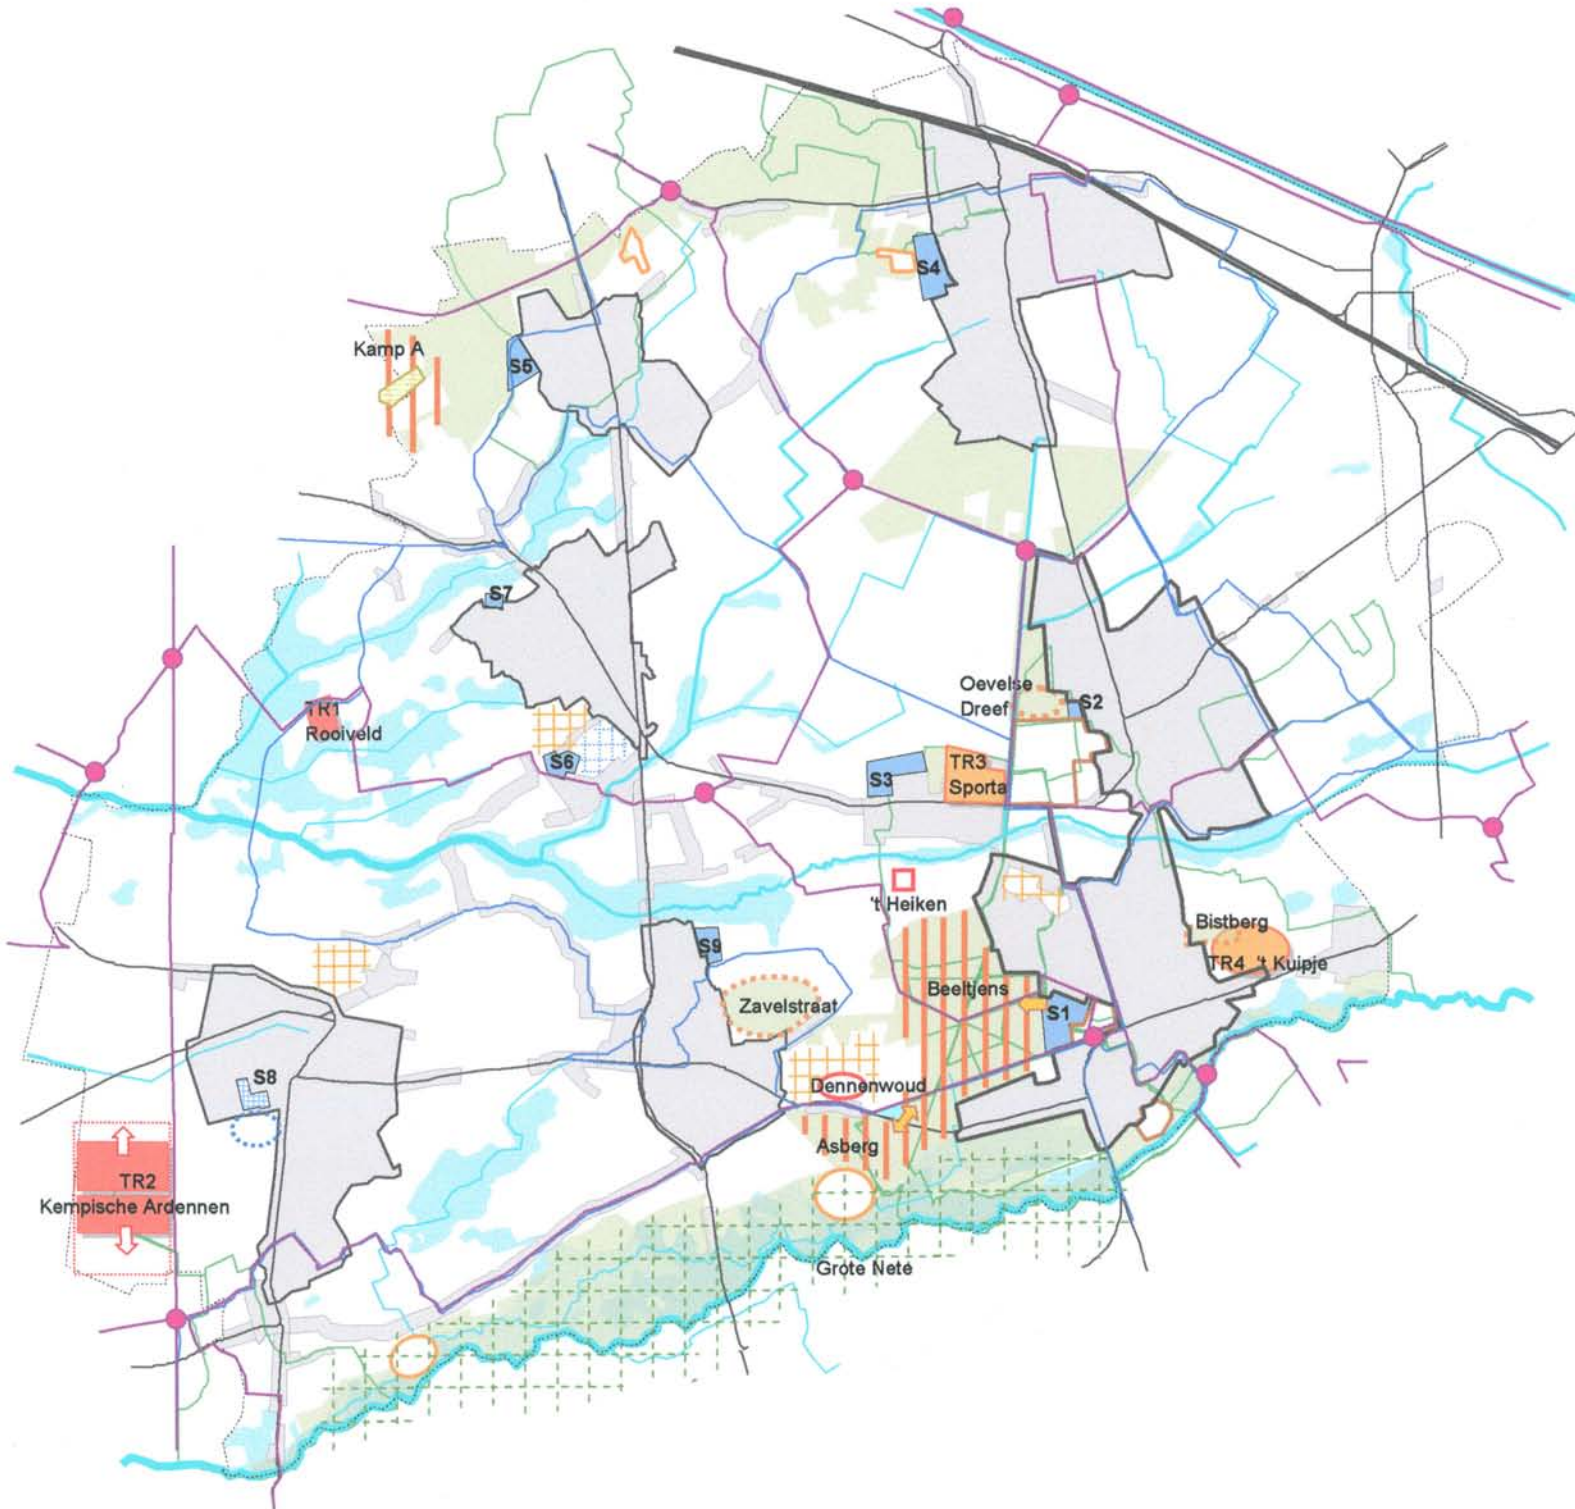 S4
Kamp A
S5
S7
Oevelse
Dreef
S2
TR1
Rooiveld
S6
S3
TR3
Sporta
't Heiken
Bistberg
S9
TR4 't Kuipje
Zavelstraat
Beeltjens
S1
S8
Dennenwoud
Asberg
TR2
Kempische Ardennen
Grote Nete